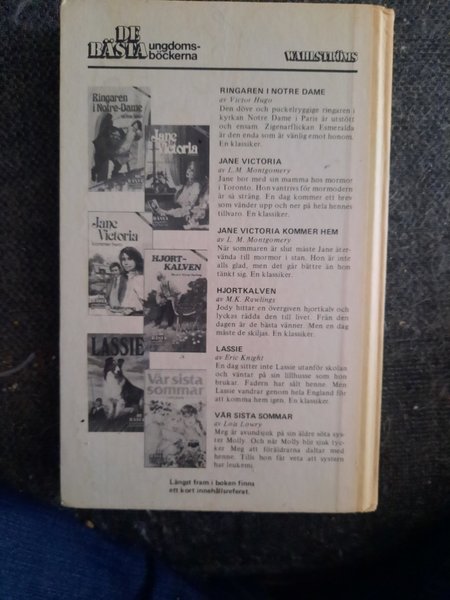 DE
BÄSTA
ungdoms-
böckerna
WAHLSTRÖMS
Ringaren
i Notre-Dame
Jane
Victoria
Jane
Victoria
kommer hem
HJORT-
KALVEN
LASSIE
Vår sista
sommar
RINGAREN I NOTRE DAME
av Victor Hugo
Den döve och puckelryggige ringaren i
kyrkan Notre Dame i Paris är utstött
och ensam. Zigenarflickan Esmeralda
är den enda som är vänlig emot honom.
En klassiker.
JANE VICTORIA
av L.M. Montgomery
Jane bor med sin mamma hos mormor
i Toronto. Hon vantrivs för mormodern
är så sträng. En dag kommer ett brev
som vänder upp och ner på hela hennes
tillvaro. En klassiker.
JANE VICTORIA KOMMER HEM
av L. M. Montgomery
När sommaren är slut måste Jane åter-
vända till mormor i stan. Hon är inte
alls glad, men det går bättre än hon
tänkt sig. En klassiker.
HJORTKALVEN
av M.K. Rawlings
Jody hittar en övergiven hjortkalv och
lyckas rädda den till livet. Från den
dagen är de bästa vänner. Men en dag
måste de skiljas. En klassiker.
LASSIE
av Eric Knight
En dag sitter inte Lassie utanför skolan
och väntar på sin lillhusse som hon
brukar. Fadern har sålt henne. Men
Lassie vandrar genom hela England för
att komma hem igen. En klassiker.
VÅR SISTA SOMMAR
av Lois Lowry
Meg är avundsjuk på sin äldre söta sys-
ter Molly. Och när Molly blir sjuk tyc-
ker Meg att föräldrarna daltar med
henne. Tills hon får veta att systern
har leukemi.
Längst fram i boken finns
ett kort innehållsreferat.